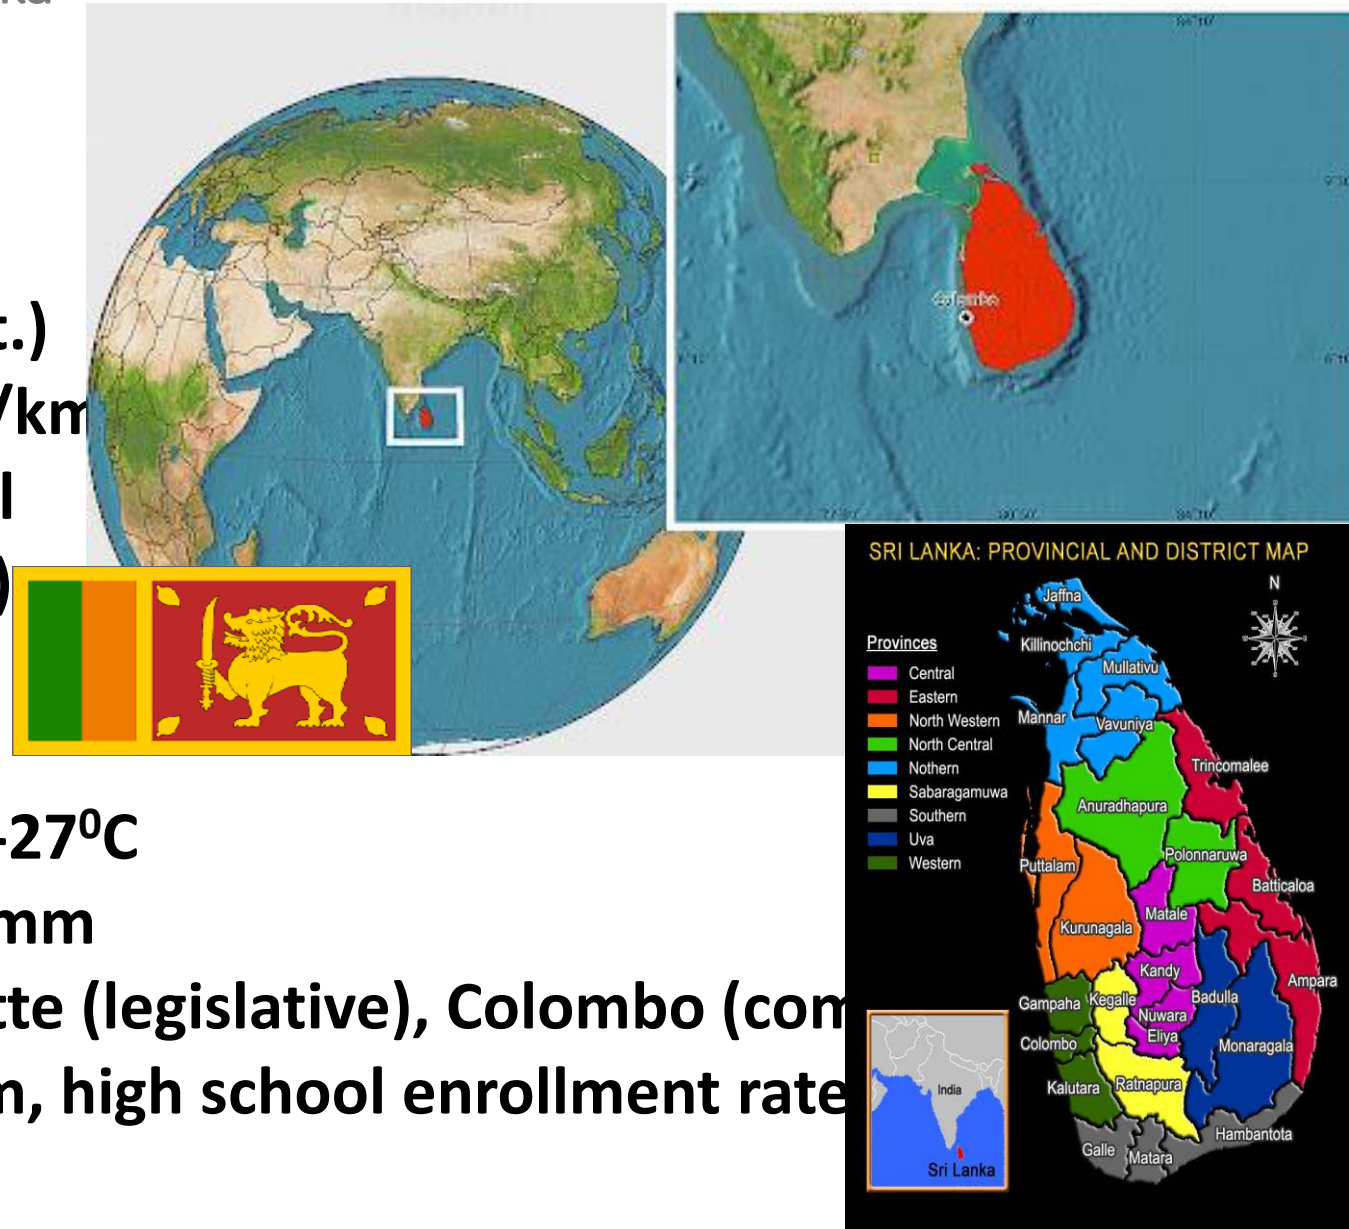 t.)
/km
l
)
-27⁰C
mm
tte (legislative), Colombo (com
m, high school enrollment rate
Colombo
SRI LANKA: PROVINCIAL AND DISTRICT MAP
N
Provinces
Central
Eastern
North Western
North Central
Nothern
Sabaragamuwa
Southern
Uva
Western
Jaffna
Killinochchi
Mullativu
Mannar
Vavuniya
Trincomalee
Anuradhapura
Polonnaruwa
Puttalam
Batticaloa
Matale
Kurunagala
Kandy
Ampara
Gampaha
Kegalle
Badulla
Nuwara
Eliya
Colombo
Monaragala
Kalutara
Ratnapura
Hambantota
Galle
Matara
India
Sri Lanka